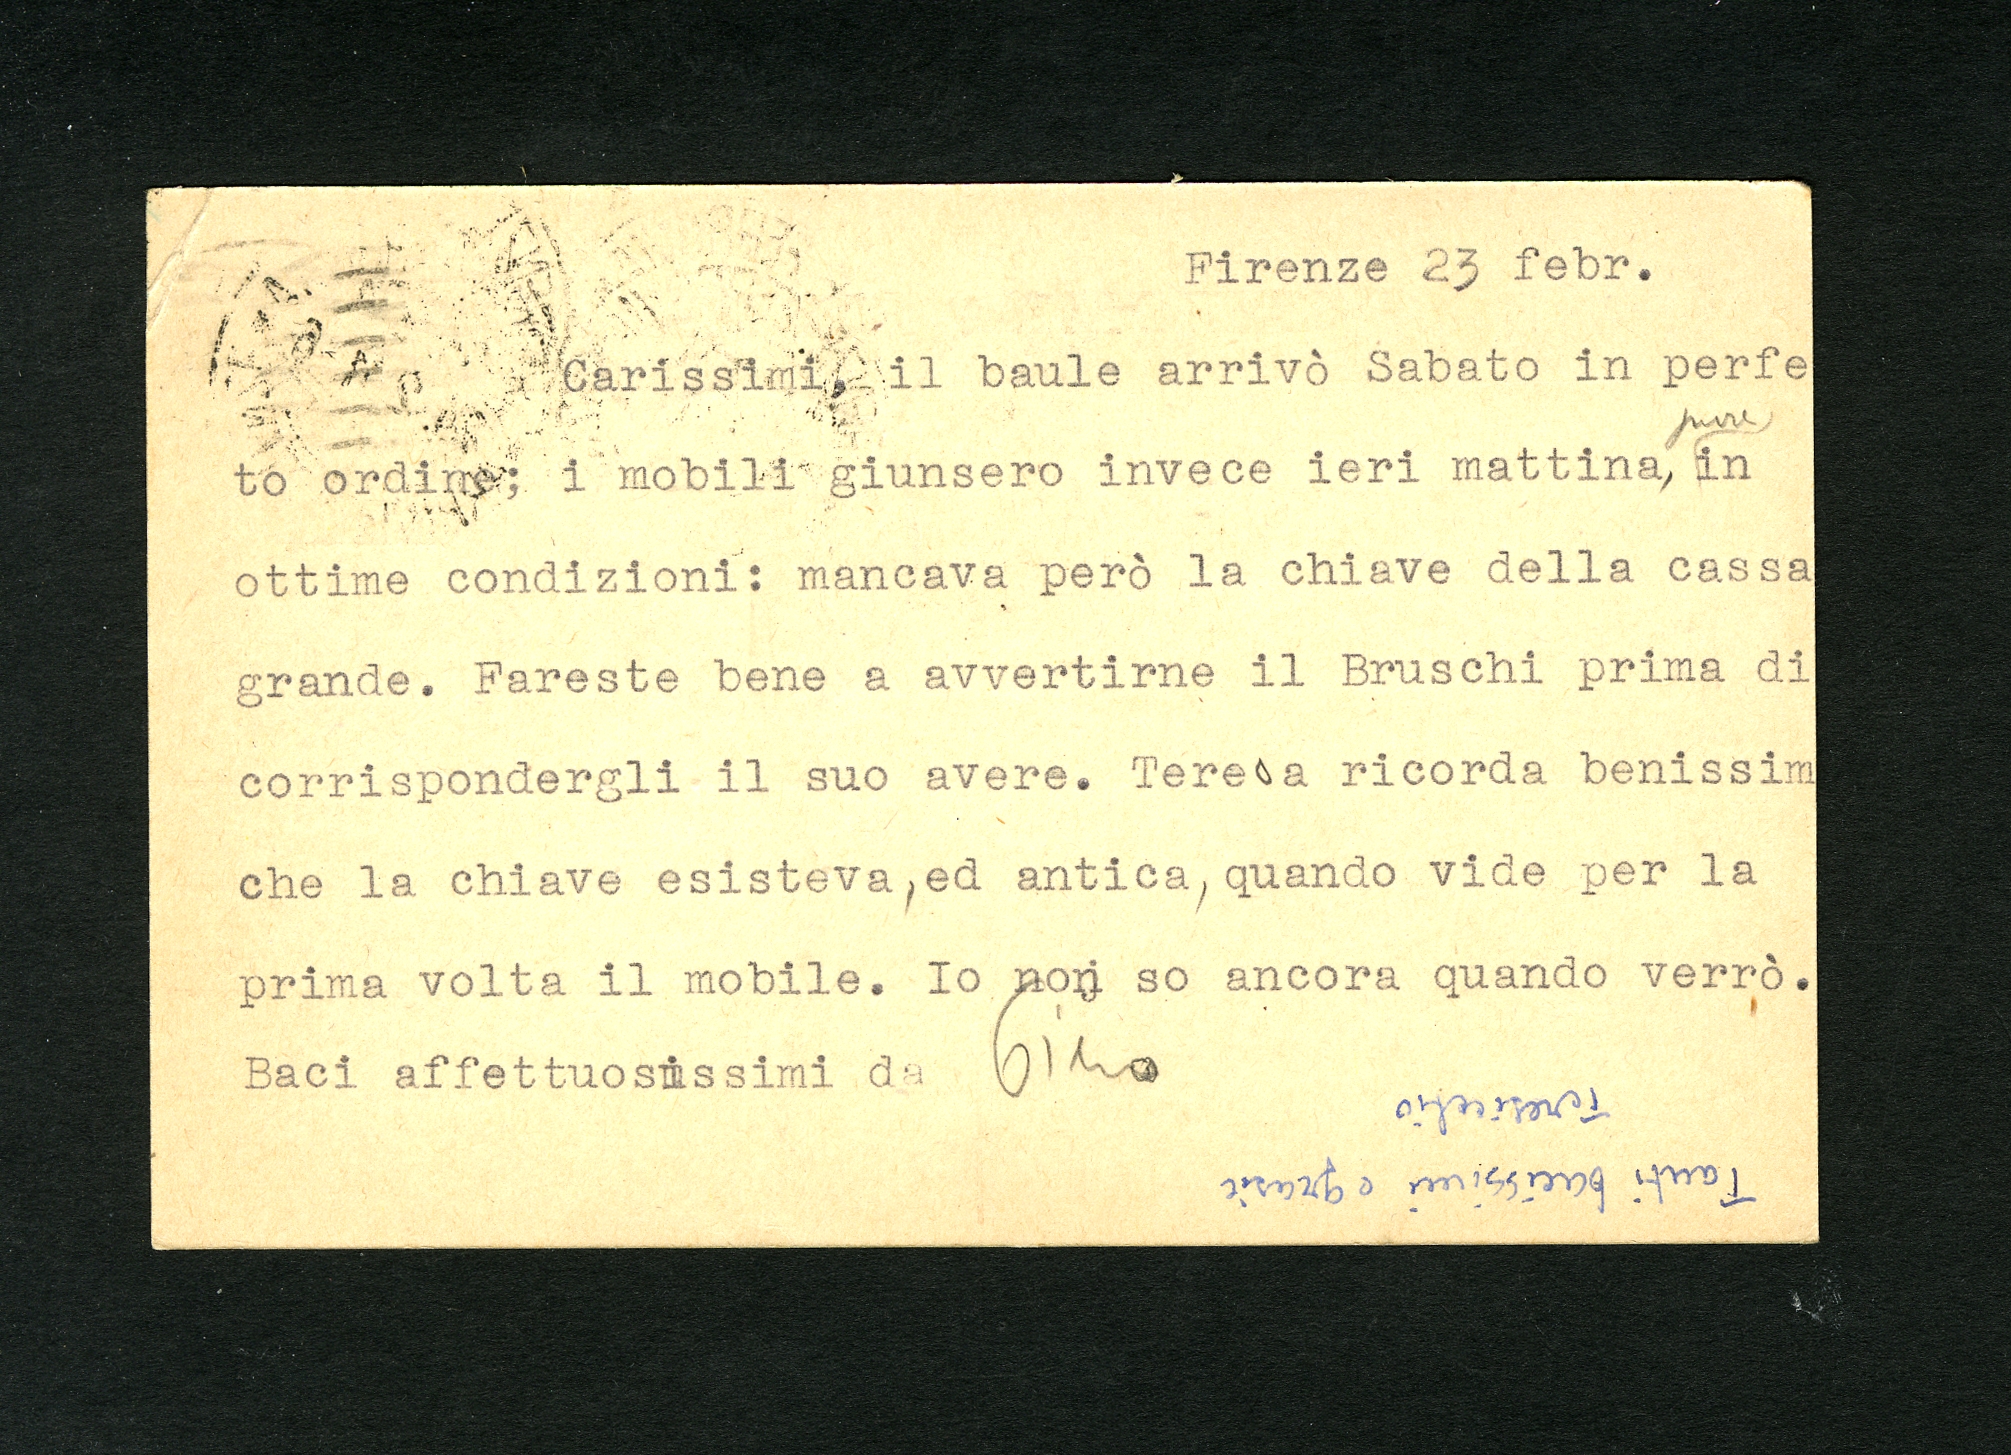 Firenze 23 febr.
Carissimi, il baule arrivò Sabato in perfe
to ordine; i mobili giunsero invece ieri mattina, pure in
ottime condizioni: mancava però la chiave della cassa
grande. Fareste bene a avvertirne il Bruschi prima di
corrispondergli il suo avere. Teresa ricorda benissim
che la chiave esisteva, ed antica, quando vide per la
prima volta il mobile. Io non so ancora quando verrò.
Baci affettuosissimi da Gino
Tanti bacissimi e grazie